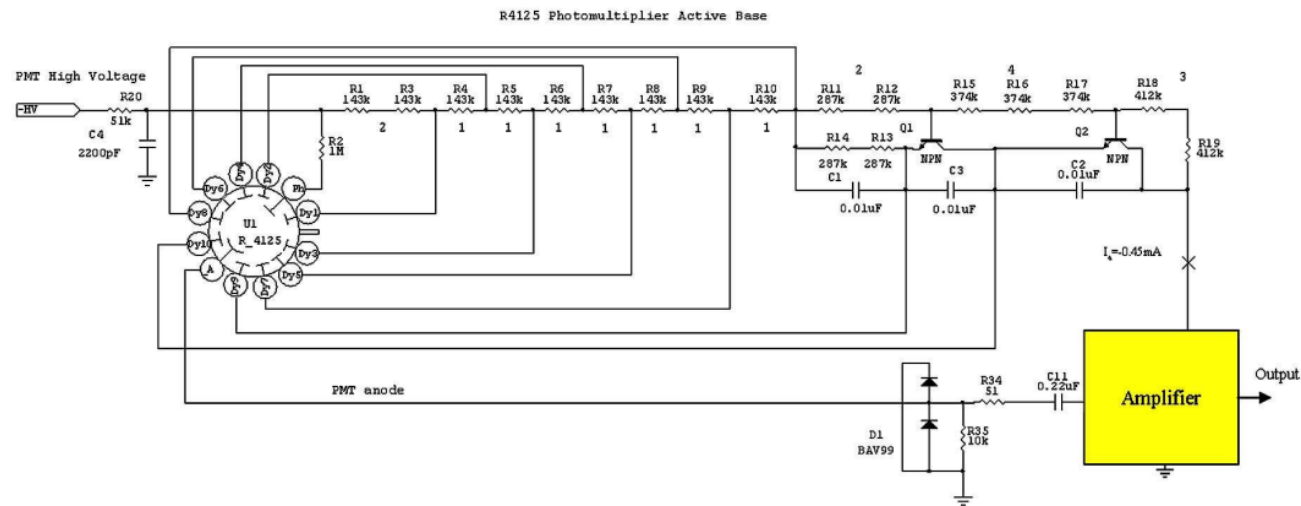 R4125 Photomultiplier Active Base
PMT High Voltage
-HV
R20
51k
C4
2200pF
R1
143k
R3
143k
R4
143k
R5
143k
R6
143k
R7
143k
R8
143k
R9
143k
R10
143k
2
1
1
1
1
1
1
1
2
4
3
R11
287k
R12
287k
R15
374k
R16
374k
R17
374k
R18
412k
R19
412k
R2
1M
Q1
NPN
Q2
NPN
R14
287k
R13
287k
C1
0.01uF
C3
0.01uF
C2
0.01uF
Dy4
Dy2
Dy6
Ph
Dy8
Dy1
U1
R_4125
Dy10
Dy3
A
Dy5
Dy9
Dy7
I4=-0.45mA
PMT anode
D1
BAV99
R34
51
C11
0.22uF
R35
10k
Amplifier
Output